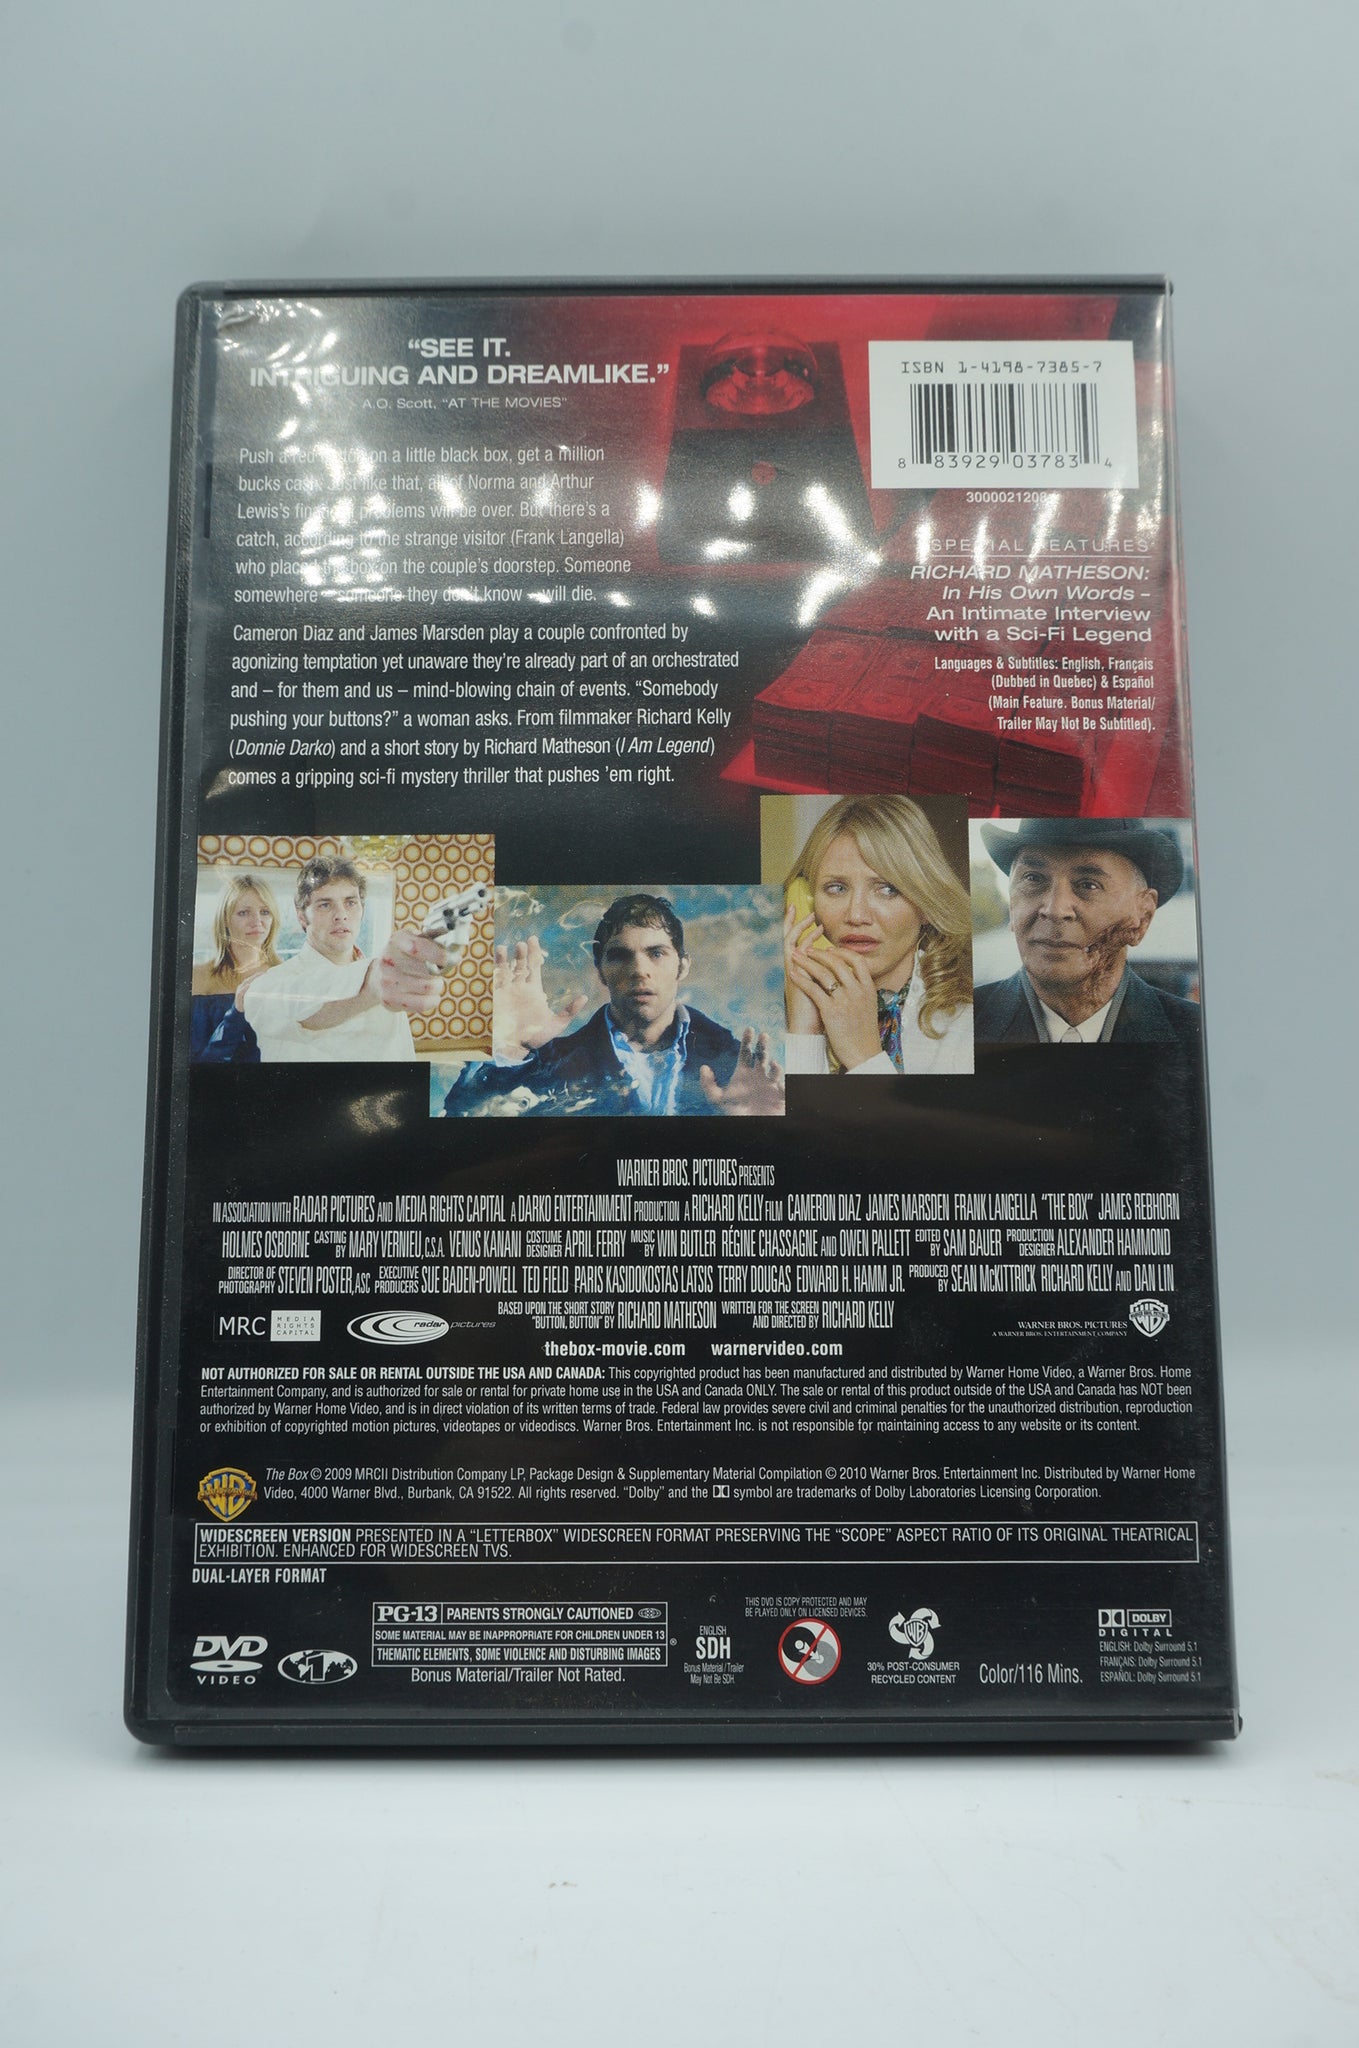 "SEE IT.
INTRIGUING AND DREAMLIKE."
A.O. Scott, "AT THE MOVIES"
Push a red button on a little black box, get a million
bucks cash. Just like that, all of Norma and Arthur
Lewis's financial problems will be over. But there's a
catch, according to the strange visitor (Frank Langella)
who placed the box on the couple's doorstep. Someone
somewhere – someone they don't know – will die.
Cameron Diaz and James Marsden play a couple confronted by
agonizing temptation yet unaware they're already part of an orchestrated
and – for them and us – mind-blowing chain of events. "Somebody
pushing your buttons?" a woman asks. From filmmaker Richard Kelly
(Donnie Darko) and a short story by Richard Matheson (I Am Legend)
comes a gripping sci-fi mystery thriller that pushes 'em right.
ISBN 1-4198-7385-7
8 83929 03783 4
3000021208
SPECIAL FEATURES
RICHARD MATHESON:
In His Own Words –
An Intimate Interview
with a Sci-Fi Legend
Languages & Subtitles: English, Français
(Dubbed in Quebec) & Español
(Main Feature. Bonus Material/
Trailer May Not Be Subtitled).
WARNER BROS. PICTURES PRESENTS
IN ASSOCIATION WITH RADAR PICTURES AND MEDIA RIGHTS CAPITAL A DARKO ENTERTAINMENT PRODUCTION A RICHARD KELLY FILM CAMERON DIAZ JAMES MARSDEN FRANK LANGELLA "THE BOX" JAMES REBHORN
HOLMES OSBORNE CASTING BY MARY VERNIEU, C.S.A. VENUS KANANI COSTUME DESIGNER APRIL FERRY MUSIC BY WIN BUTLER RÉGINE CHASSAGNE AND OWEN PALLETT EDITED BY SAM BAUER PRODUCTION DESIGNER ALEXANDER HAMMOND
DIRECTOR OF PHOTOGRAPHY STEVEN POSTER, ASC EXECUTIVE PRODUCERS SUE BADEN-POWELL TED FIELD PARIS KASIDOKOSTAS LATSIS TERRY DOUGAS EDWARD H. HAMM JR. PRODUCED BY SEAN McKITTRICK RICHARD KELLY AND DAN LIN
BASED UPON THE SHORT STORY "BUTTON, BUTTON" BY RICHARD MATHESON WRITTEN FOR THE SCREEN AND DIRECTED BY RICHARD KELLY
MRC MEDIA RIGHTS CAPITAL
radar pictures
WARNER BROS. PICTURES
A WARNER BROS. ENTERTAINMENT COMPANY
thebox-movie.com warnervideo.com
NOT AUTHORIZED FOR SALE OR RENTAL OUTSIDE THE USA AND CANADA: This copyrighted product has been manufactured and distributed by Warner Home Video, a Warner Bros. Home
Entertainment Company, and is authorized for sale or rental for private home use in the USA and Canada ONLY. The sale or rental of this product outside of the USA and Canada has NOT been
authorized by Warner Home Video, and is in direct violation of its written terms of trade. Federal law provides severe civil and criminal penalties for the unauthorized distribution, reproduction
or exhibition of copyrighted motion pictures, videotapes or videodiscs. Warner Bros. Entertainment Inc. is not responsible for maintaining access to any website or its content.
The Box © 2009 MRCII Distribution Company LP, Package Design & Supplementary Material Compilation © 2010 Warner Bros. Entertainment Inc. Distributed by Warner Home
Video, 4000 Warner Blvd., Burbank, CA 91522. All rights reserved. "Dolby" and the symbol are trademarks of Dolby Laboratories Licensing Corporation.
WIDESCREEN VERSION PRESENTED IN A "LETTERBOX" WIDESCREEN FORMAT PRESERVING THE "SCOPE" ASPECT RATIO OF ITS ORIGINAL THEATRICAL
EXHIBITION. ENHANCED FOR WIDESCREEN TVS.
DUAL-LAYER FORMAT
DVD
VIDEO
1
PG-13 PARENTS STRONGLY CAUTIONED
SOME MATERIAL MAY BE INAPPROPRIATE FOR CHILDREN UNDER 13
THEMATIC ELEMENTS, SOME VIOLENCE AND DISTURBING IMAGES ®
Bonus Material/Trailer Not Rated.
ENGLISH
SDH
Bonus Material / Trailer
May Not Be SDH
THIS DVD IS COPY PROTECTED AND MAY
BE PLAYED ONLY ON LICENSED DEVICES.
30% POST-CONSUMER
RECYCLED CONTENT
Color/116 Mins.
DOLBY
DIGITAL
ENGLISH: Dolby Surround 5.1
FRANÇAIS: Dolby Surround 5.1
ESPAÑOL: Dolby Surround 5.1